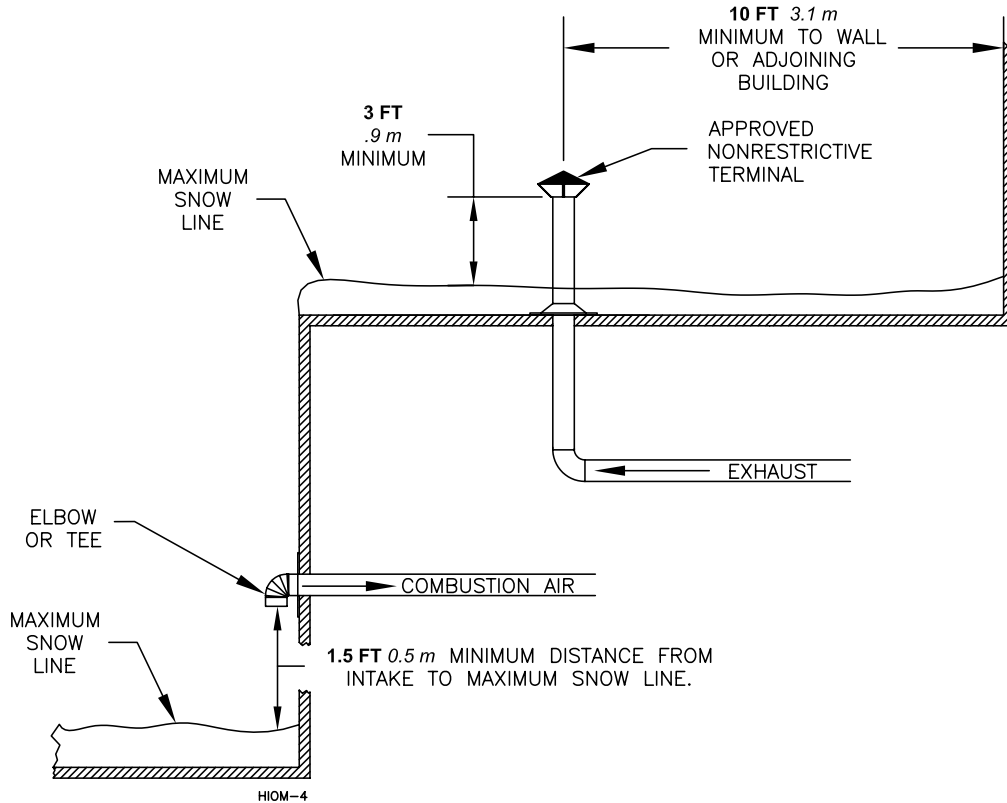 10 FT 3.1 m
MINIMUM TO WALL
OR ADJOINING
BUILDING
3 FT
.9 m
MINIMUM
APPROVED
NONRESTRICTIVE
TERMINAL
MAXIMUM
SNOW
LINE
EXHAUST
ELBOW
OR TEE
COMBUSTION AIR
MAXIMUM
SNOW
LINE
1.5 FT 0.5 m MINIMUM DISTANCE FROM
INTAKE TO MAXIMUM SNOW LINE.
HIOM-4